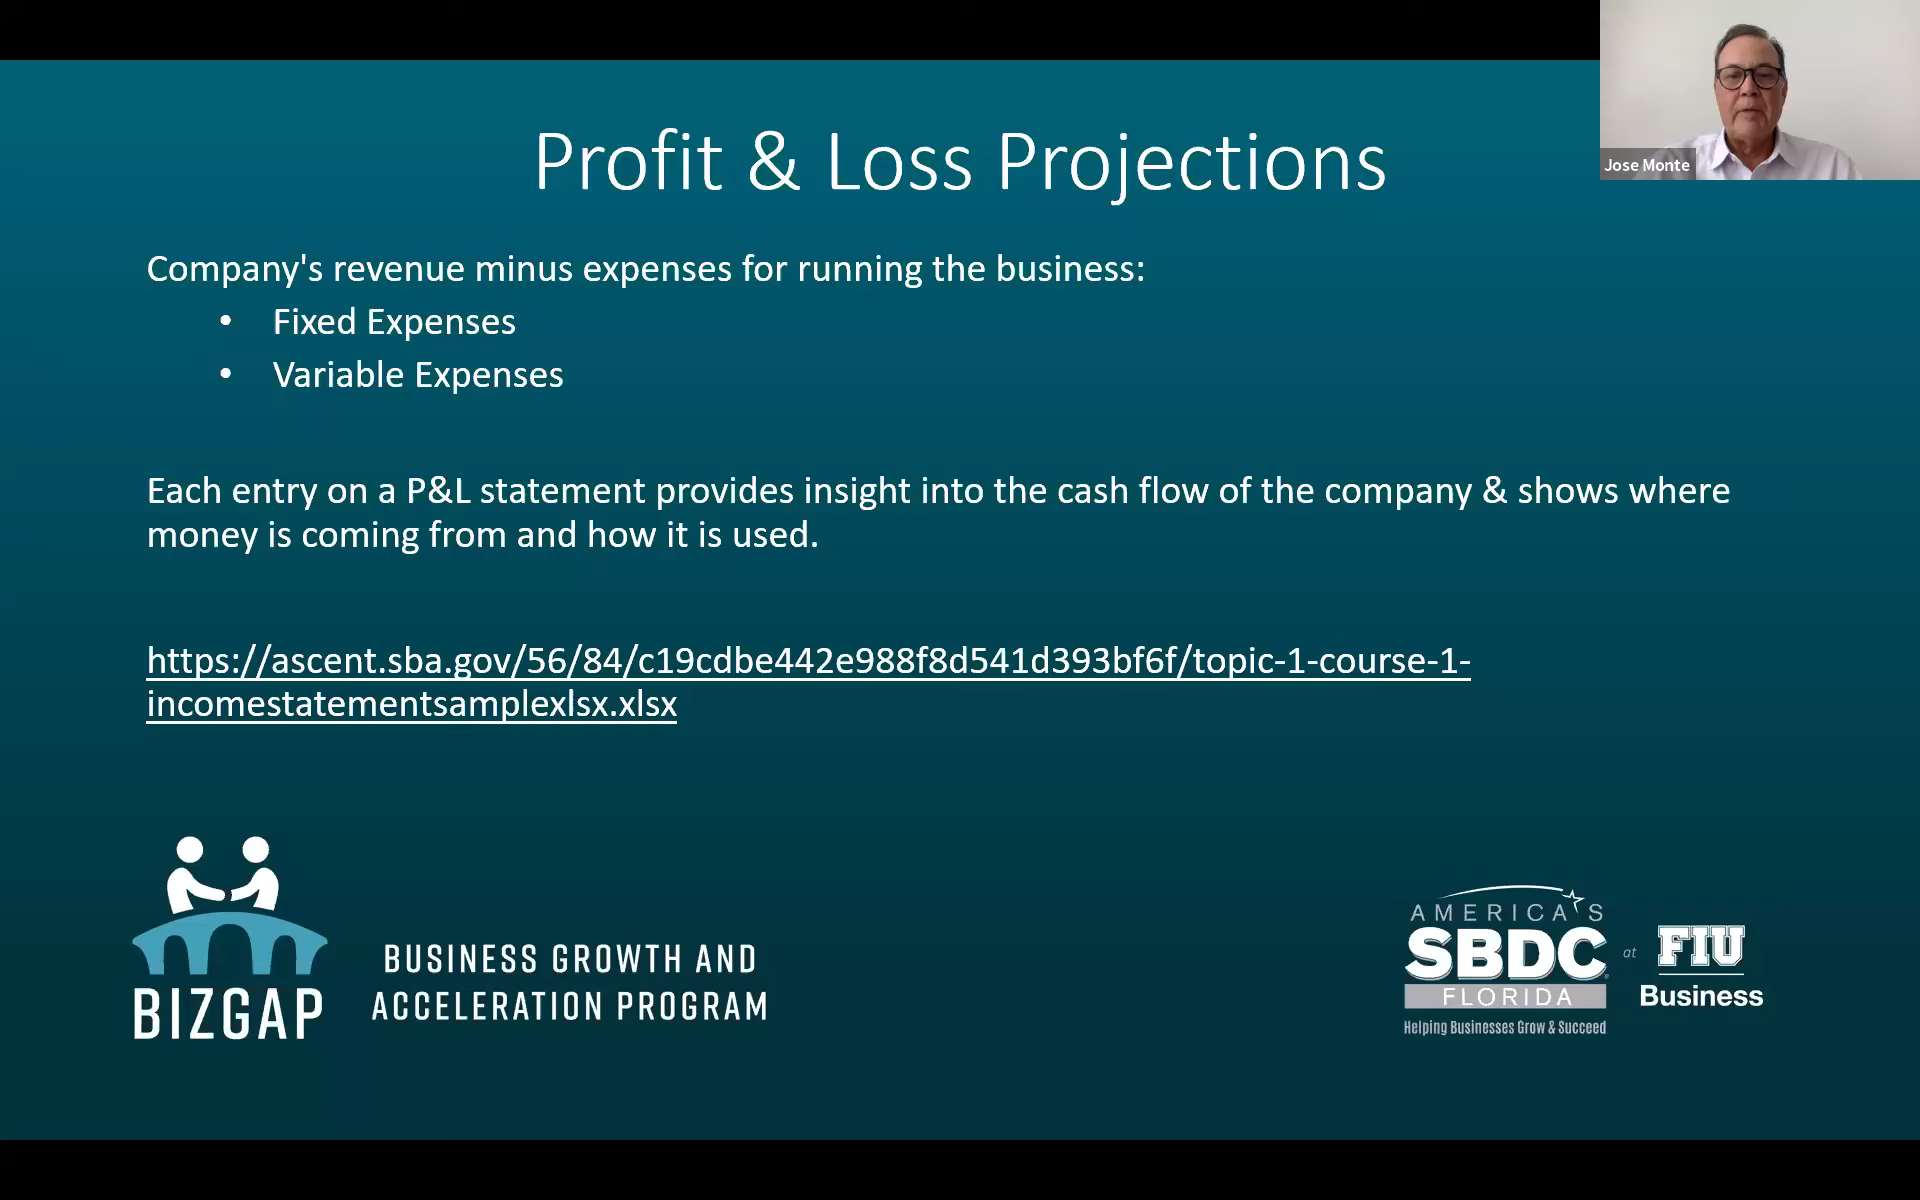 Profit & Loss Projections
Jose Monte
Company's revenue minus expenses for running the business:
• Fixed Expenses
• Variable Expenses
Each entry on a P&L statement provides insight into the cash flow of the company & shows where
money is coming from and how it is used.
https://ascent.sba.gov/56/84/c19cdbe442e988f8d541d393bf6f/topic-1-course-1-
incomestatementsamplexlsx.xlsx
BIZGAP
BUSINESS GROWTH AND
ACCELERATION PROGRAM
AMERICA'S
SBDC
FLORIDA
Helping Businesses Grow & Succeed
at
FIU
Business